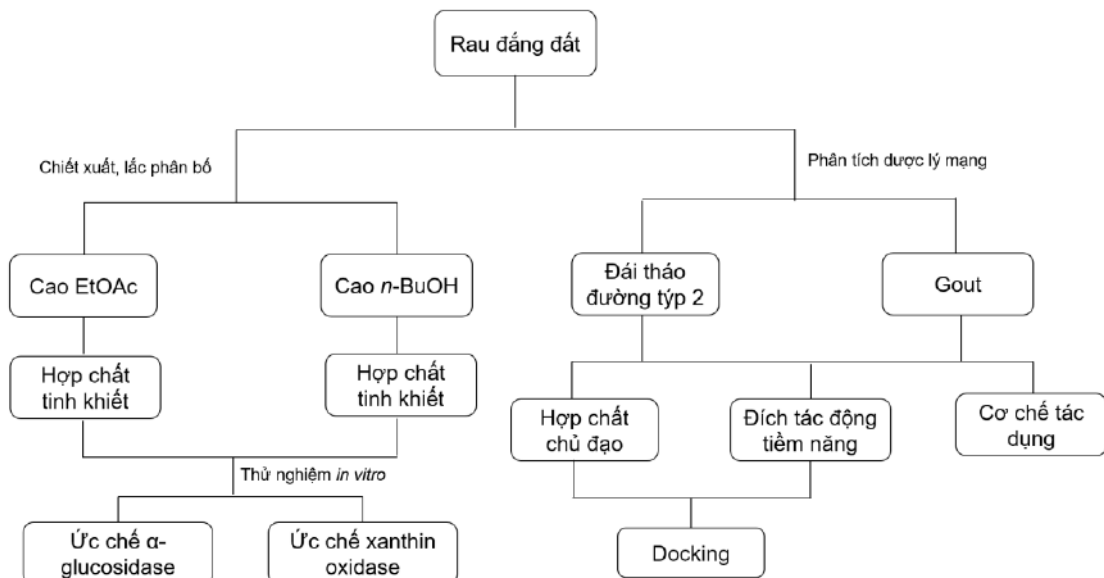 Rau đắng đất
Chiết xuất, lắc phân bố
Phân tích dược lý mạng
Cao EtOAc
Cao n-BuOH
Đái tháo
đường týp 2
Gout
Hợp chất
tinh khiết
Hợp chất
tinh khiết
Hợp chất
chủ đạo
Đích tác động
tiềm năng
Cơ chế tác
dụng
Thử nghiệm in vitro
Ức chế α-
glucosidase
Ức chế xanthin
oxidase
Docking